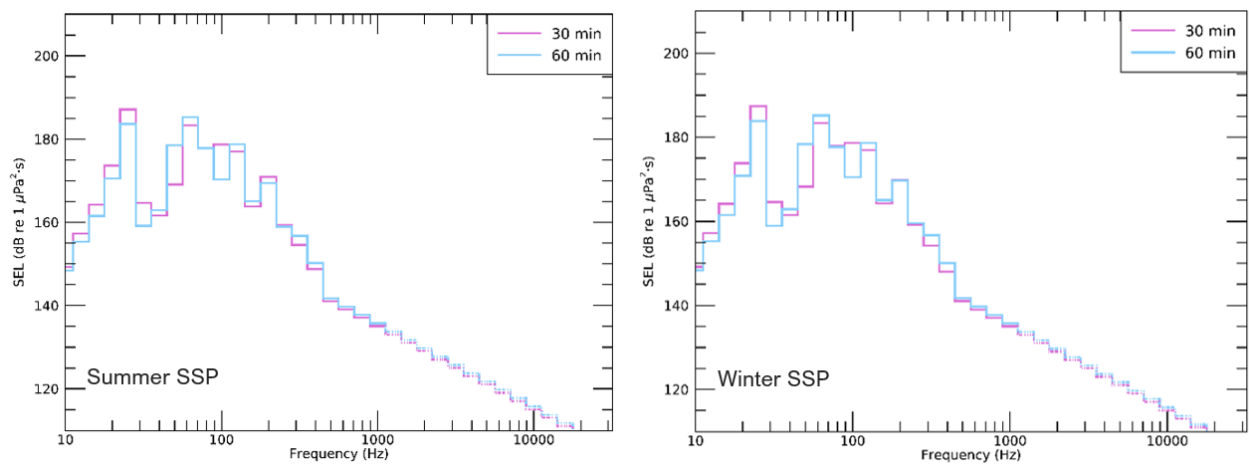 30 min
60 min
200
180
160
140
120
SEL (dB re 1 µPa²·s)
Summer SSP
10 100 1000 10000
Frequency (Hz)
30 min
60 min
200
180
160
140
120
SEL (dB re 1 µPa²·s)
Winter SSP
10 100 1000 10000
Frequency (Hz)